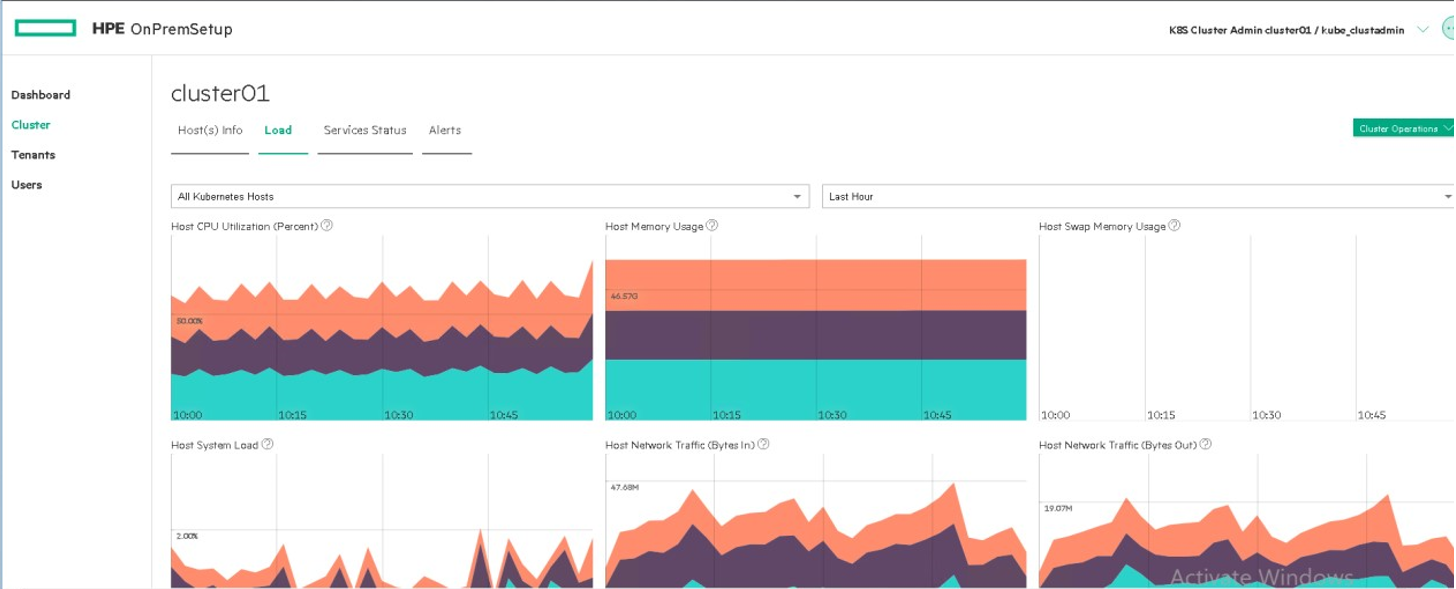 HPE OnPremSetup
K8S Cluster Admin cluster01 / kube_clustadmin
Dashboard
Cluster
Tenants
Users
cluster01
Host(s) Info Load Services Status Alerts
Cluster Operations
All Kubernetes Hosts
Last Hour
Host CPU Utilization (Percent) ?
50.00%
10:00 10:15 10:30 10:45
Host Memory Usage ?
46.57G
10:00 10:15 10:30 10:45
Host Swap Memory Usage ?
10:00 10:15 10:30 10:45
Host System Load ?
2.00%
Host Network Traffic (Bytes In) ?
47.68M
Host Network Traffic (Bytes Out) ?
19.07M
Activate Windows